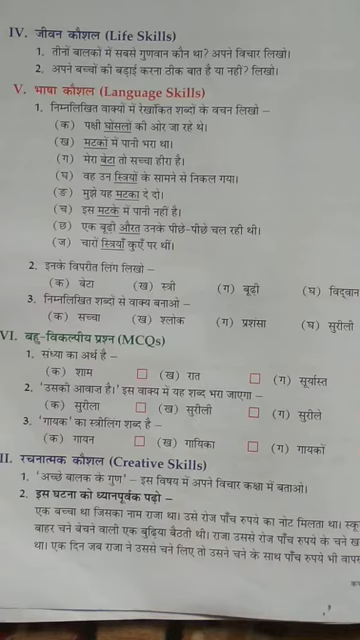 IV. जीवन कौशल (Life Skills)
1. तीनों बालकों में सबसे गुणवान कौन था? अपने विचार लिखो।
2. अपने बच्चों की बड़ाई करना ठीक बात है या नहीं? लिखो।
V. भाषा कौशल (Language Skills)
1. निम्नलिखित वाक्यों में रेखांकित शब्दों के वचन लिखो –
(क) पक्षी घोंसलों की ओर जा रहे थे।
(ख) मटकों में पानी भरा था।
(ग) मेरा बेटा तो सच्चा हीरा है।
(घ) वह उन स्त्रियों के सामने से निकल गया।
(ङ) मुझे यह मटका दे दो।
(च) इस मटके में पानी नहीं है।
(छ) एक बूढ़ी औरत उनके पीछे-पीछे चल रही थी।
(ज) चारों स्त्रियाँ कुएँ पर थीं।
2. इनके विपरीत लिंग लिखो –
(क) बेटा (ख) स्त्री (ग) बूढ़ी (घ) विद्वान
3. निम्नलिखित शब्दों से वाक्य बनाओ –
(क) सच्चा (ख) श्लोक (ग) प्रशंसा (घ) सुरीली
VI. बहु-विकल्पीय प्रश्न (MCQs)
1. संध्या का अर्थ है –
(क) शाम (ख) रात (ग) सूर्यास्त
2. 'उसकी आवाज है।' इस वाक्य में यह शब्द भरा जाएगा –
(क) सुरीला (ख) सुरीली (ग) सुरीले
3. 'गायक' का स्त्रीलिंग शब्द है –
(क) गायन (ख) गायिका (ग) गायकों
II. रचनात्मक कौशल (Creative Skills)
1. 'अच्छे बालक के गुण' – इस विषय में अपने विचार कक्षा में बताओ।
2. इस घटना को ध्यानपूर्वक पढ़ो –
एक बच्चा था जिसका नाम राजा था। उसे रोज पाँच रुपये का नोट मिलता था। स्कू
बाहर चने बेचने वाली एक बुढ़िया बैठती थी। राजा उससे रोज पाँच रुपये के चने ख
था। एक दिन जब राजा ने उससे चने लिए तो उसने चने के साथ पाँच रुपये भी वापस